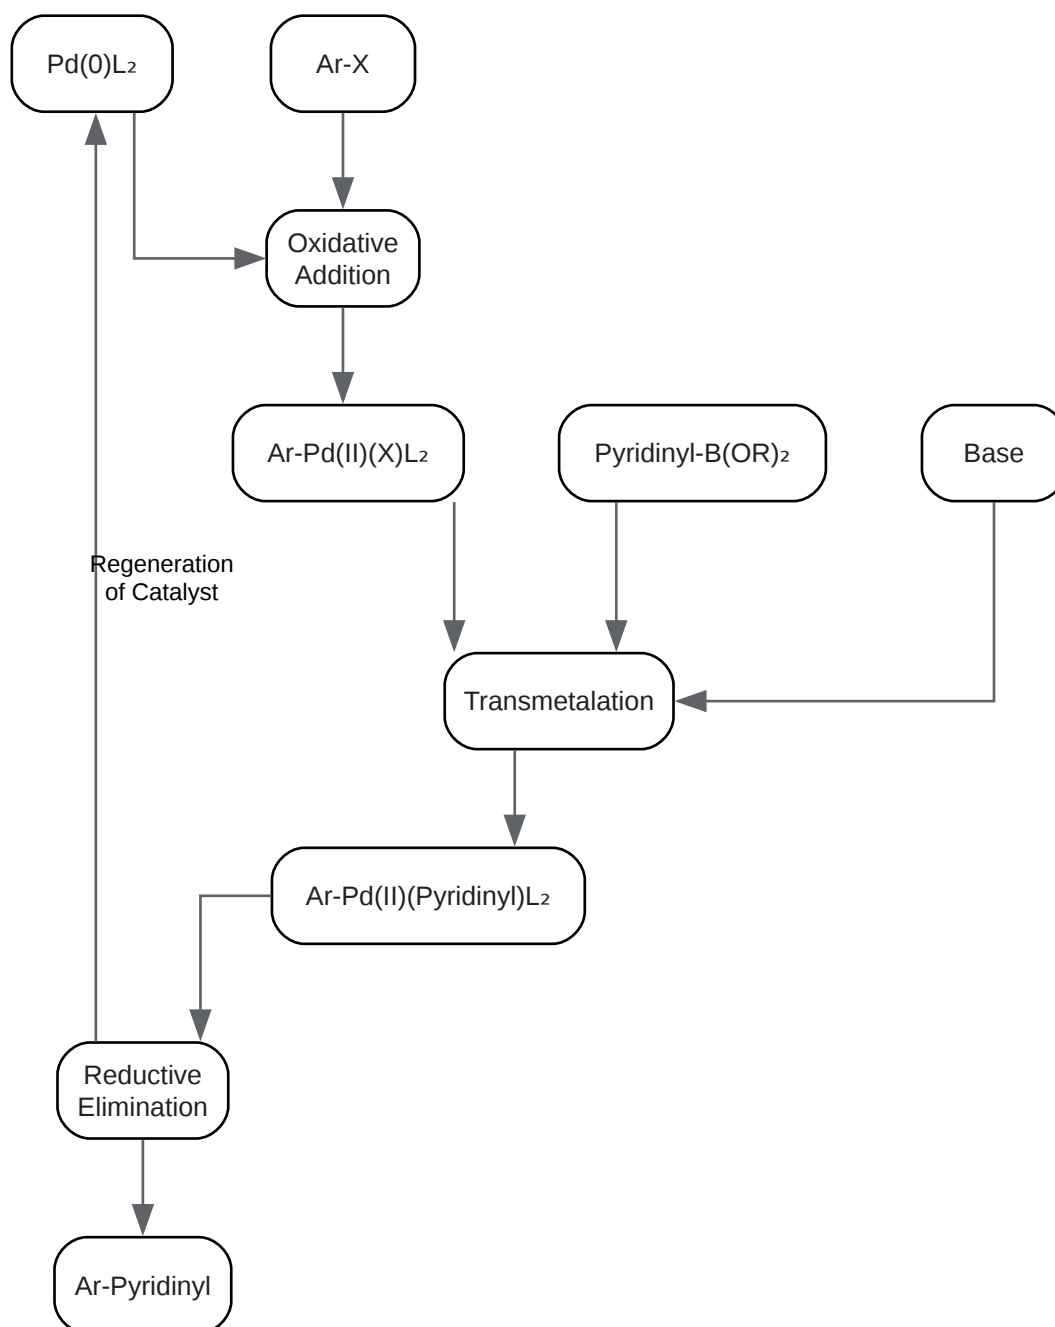 Pd(0)L₂
Ar-X
Oxidative
Addition
Ar-Pd(II)(X)L₂
Pyridinyl-B(OR)₂
Base
Regeneration
of Catalyst
Transmetalation
Ar-Pd(II)(Pyridinyl)L₂
Reductive
Elimination
Ar-Pyridinyl